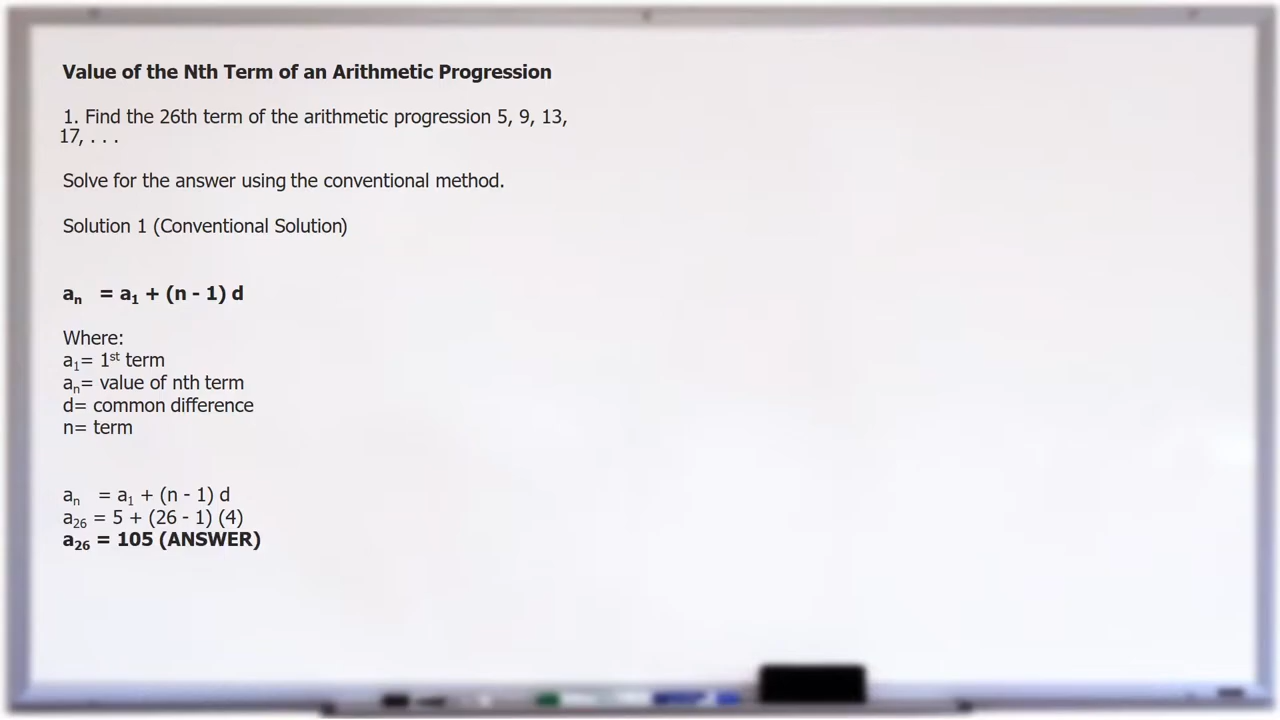 Value of the Nth Term of an Arithmetic Progression
1. Find the 26th term of the arithmetic progression 5, 9, 13,
17, . . .
Solve for the answer using the conventional method.
Solution 1 (Conventional Solution)
aₙ = a₁ + (n - 1) d
Where:
a₁= 1ˢᵗ term
aₙ= value of nth term
d= common difference
n= term
aₙ = a₁ + (n - 1) d
a₂₆ = 5 + (26 - 1) (4)
a₂₆ = 105 (ANSWER)